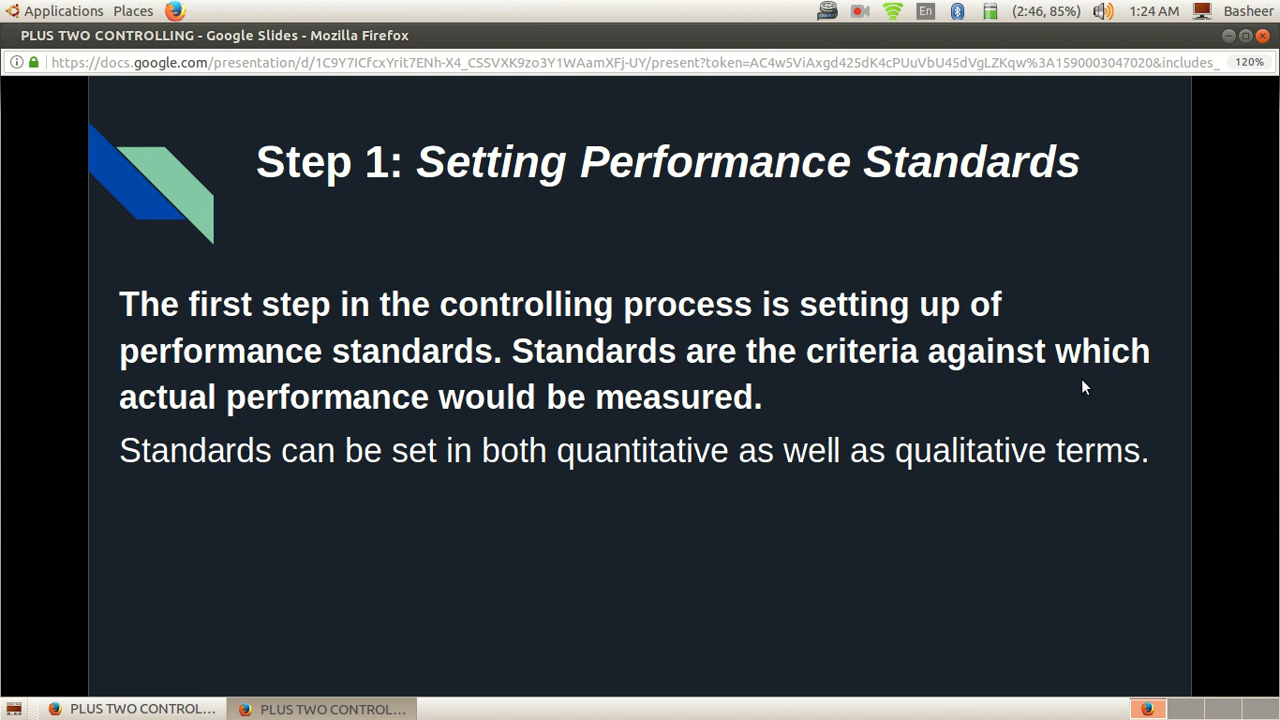 Applications Places En (2:46, 85%) 1:24 AM Basheer
PLUS TWO CONTROLLING - Google Slides - Mozilla Firefox
https://docs.google.com/presentation/d/1C9Y7ICfcxYrit7ENh-X4_CSSVXK9zo3Y1WAamXFj-UY/present?token=AC4w5ViAxgd425dK4cPUuVbU45dVgLZKqw%3A1590003047020&includes_ 120%
Step 1: Setting Performance Standards
The first step in the controlling process is setting up of
performance standards. Standards are the criteria against which
actual performance would be measured.
Standards can be set in both quantitative as well as qualitative terms.
PLUS TWO CONTROL... PLUS TWO CONTROL...